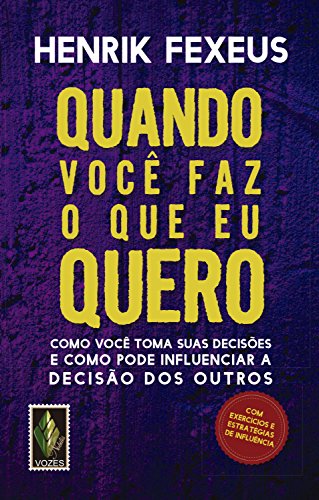 HENRIK FEXEUS
QUANDO
VOCÊ FAZ
O QUE EU
QUERO
COMO VOCÊ TOMA SUAS DECISÕES
E COMO PODE INFLUENCIAR A
DECISÃO DOS OUTROS
COM
EXERCÍCIOS E
ESTRATÉGIAS
DE INFLUÊNCIA
VOZES